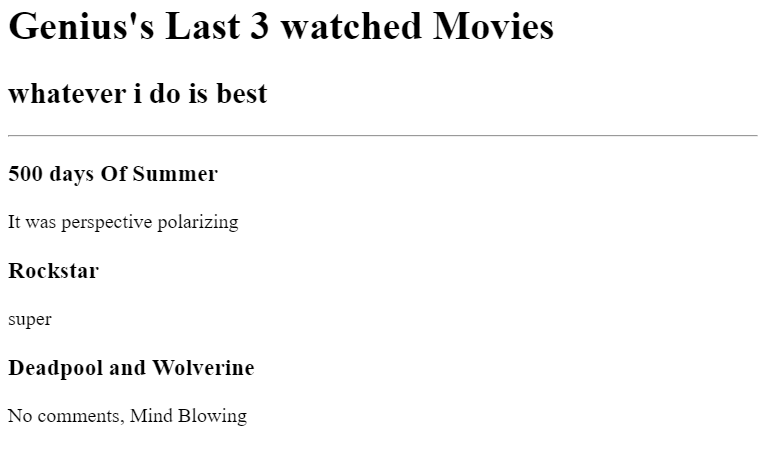 Genius's Last 3 watched Movies
whatever i do is best
500 days Of Summer
It was perspective polarizing
Rockstar
super
Deadpool and Wolverine
No comments, Mind Blowing